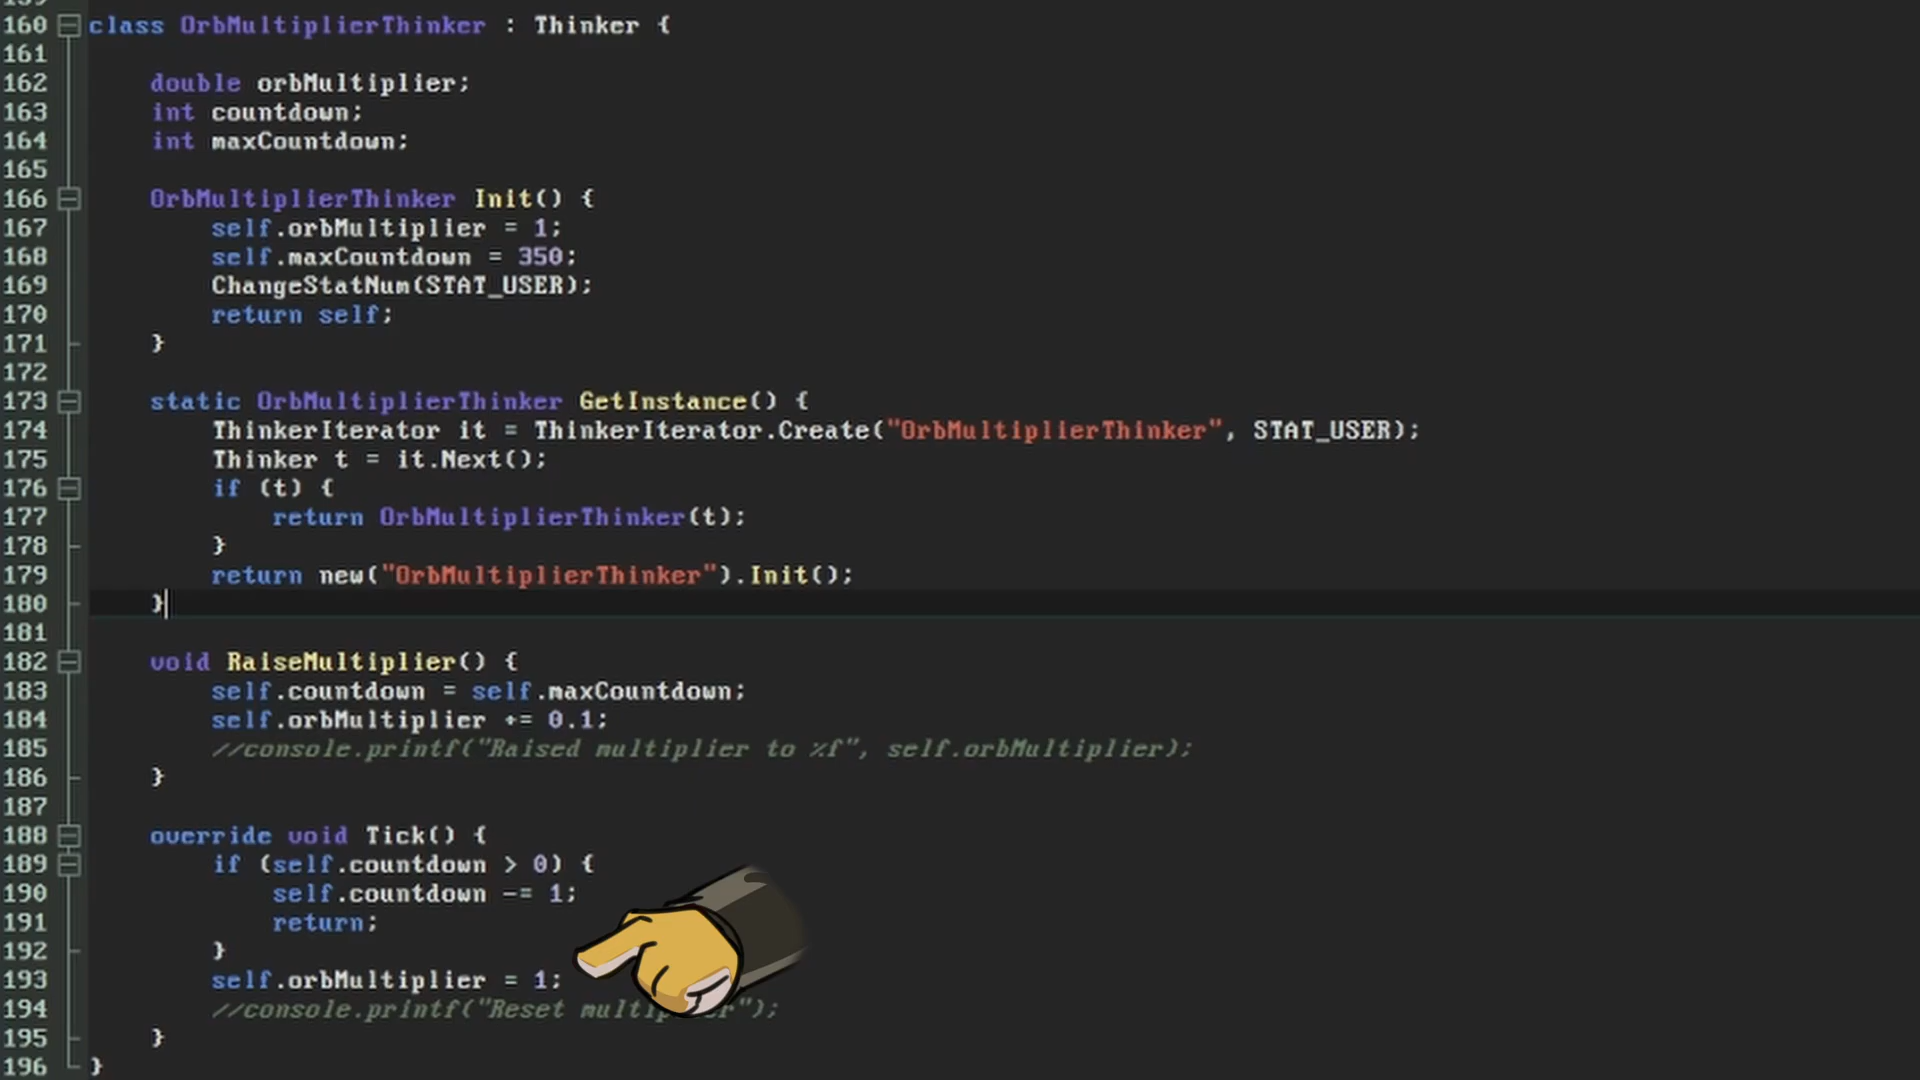 160 class OrbMultiplierThinker : Thinker {
161
162 double orbMultiplier;
163 int countdown;
164 int maxCountdown;
165
166 OrbMultiplierThinker Init() {
167 self.orbMultiplier = 1;
168 self.maxCountdown = 350;
169 ChangeStatNum(STAT_USER);
170 return self;
171 }
172
173 static OrbMultiplierThinker GetInstance() {
174 ThinkerIterator it = ThinkerIterator.Create("OrbMultiplierThinker", STAT_USER);
175 Thinker t = it.Next();
176 if (t) {
177 return OrbMultiplierThinker(t);
178 }
179 return new("OrbMultiplierThinker").Init();
180 }
181
182 void RaiseMultiplier() {
183 self.countdown = self.maxCountdown;
184 self.orbMultiplier += 0.1;
185 //console.printf("Raised multiplier to %f", self.orbMultiplier);
186 }
187
188 override void Tick() {
189 if (self.countdown > 0) {
190 self.countdown -= 1;
191 return;
192 }
193 self.orbMultiplier = 1;
194 //console.printf("Reset multiplier");
195 }
196 }